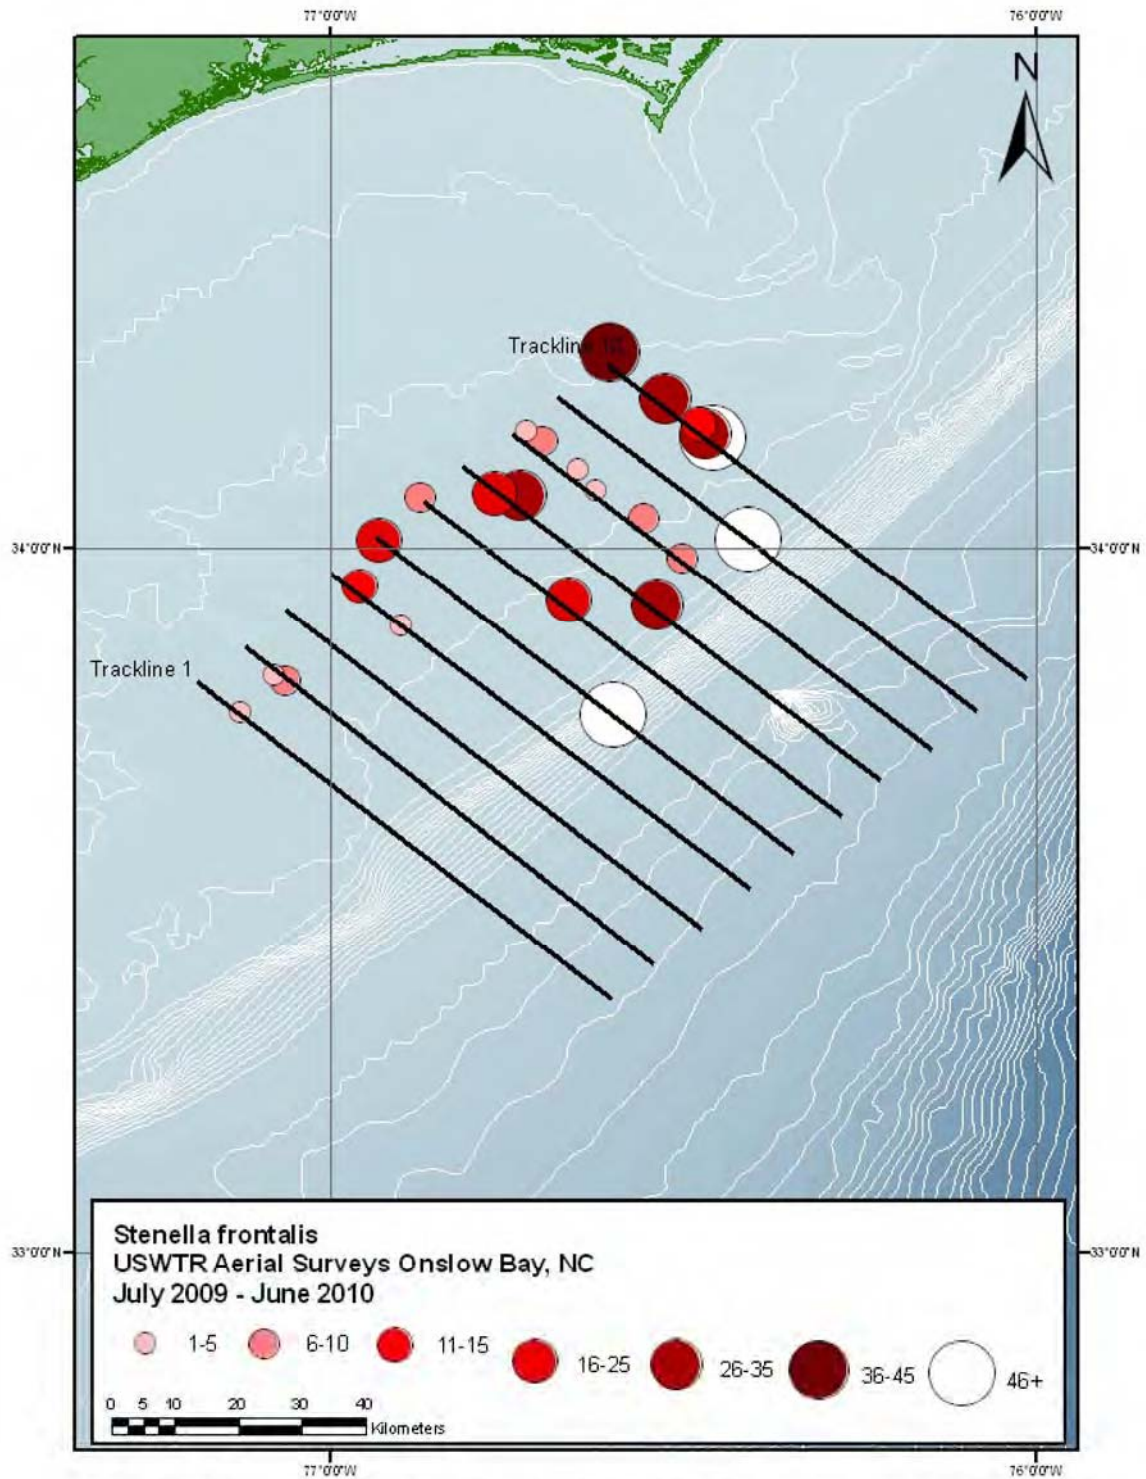 77°0'0"W 76°0'0"W
N
Trackline
34°0'0"N 34°0'0"N
Trackline 1
33°0'0"N 33°0'0"N
Stenella frontalis
USWTR Aerial Surveys Onslow Bay, NC
July 2009 - June 2010
1-5 6-10 11-15 16-25 26-35 36-45 46+
0 5 10 20 30 40
Kilometers
77°0'0"W 76°0'0"W